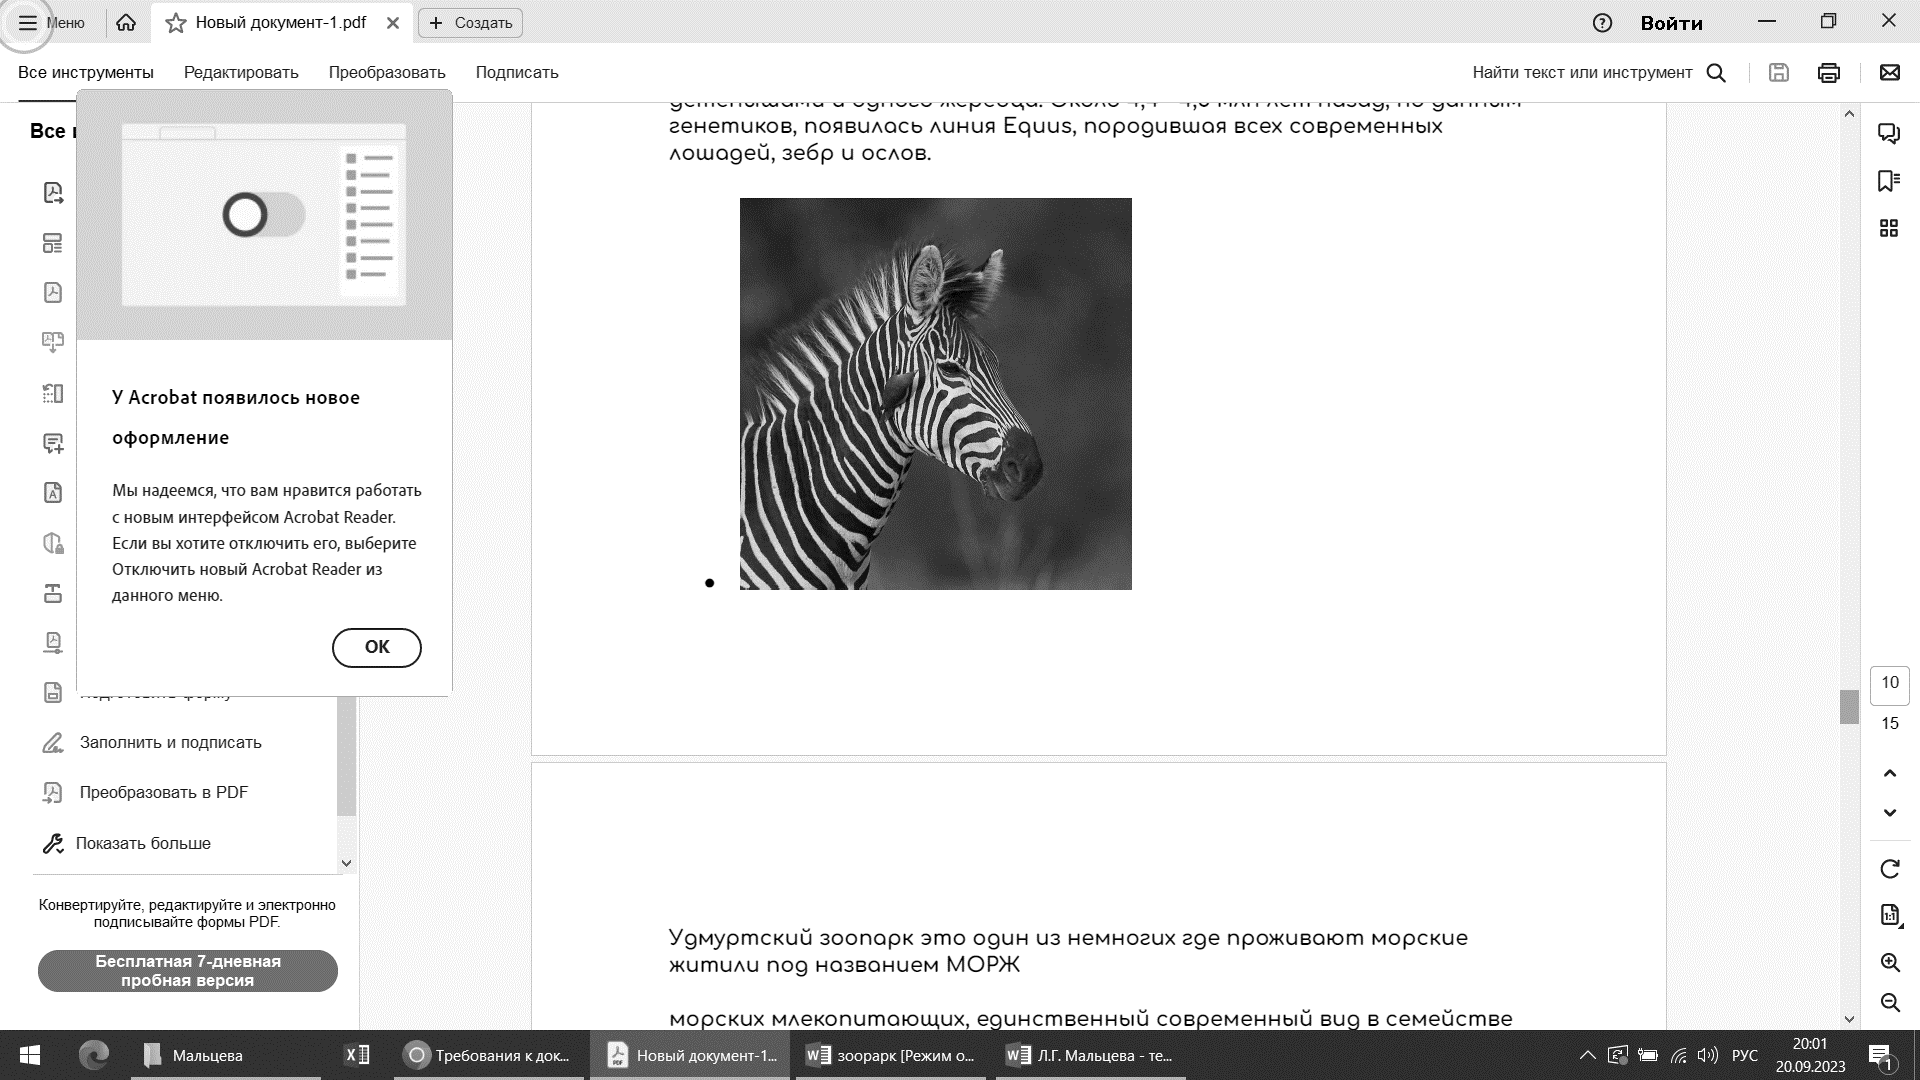 Меню
Новый документ-1.pdf
Создать
Войти
Все инструменты
Редактировать
Преобразовать
Подписать
Найти текст или инструмент
Все
генетиков, появилась линия Equus, породившая всех современных
лошадей, зебр и ослов.
У Acrobat появилось новое
оформление
Мы надеемся, что вам нравится работать
с новым интерфейсом Acrobat Reader.
Если вы хотите отключить его, выберите
Отключить новый Acrobat Reader из
данного меню.
OK
Заполнить и подписать
Преобразовать в PDF
Показать больше
Конвертируйте, редактируйте и электронно
подписывайте формы PDF.
Бесплатная 7-дневная
пробная версия
10
15
1:1
Удмуртский зоопарк это один из немногих где проживают морские
житили под названием МОРЖ
морских млекопитающих, единственный современный вид в семействе
Мальцева
Требования к док...
Новый документ-1...
зоорарк [Режим о...
Л.Г. Мальцева - те...
РУС
20:01
20.09.2023
1